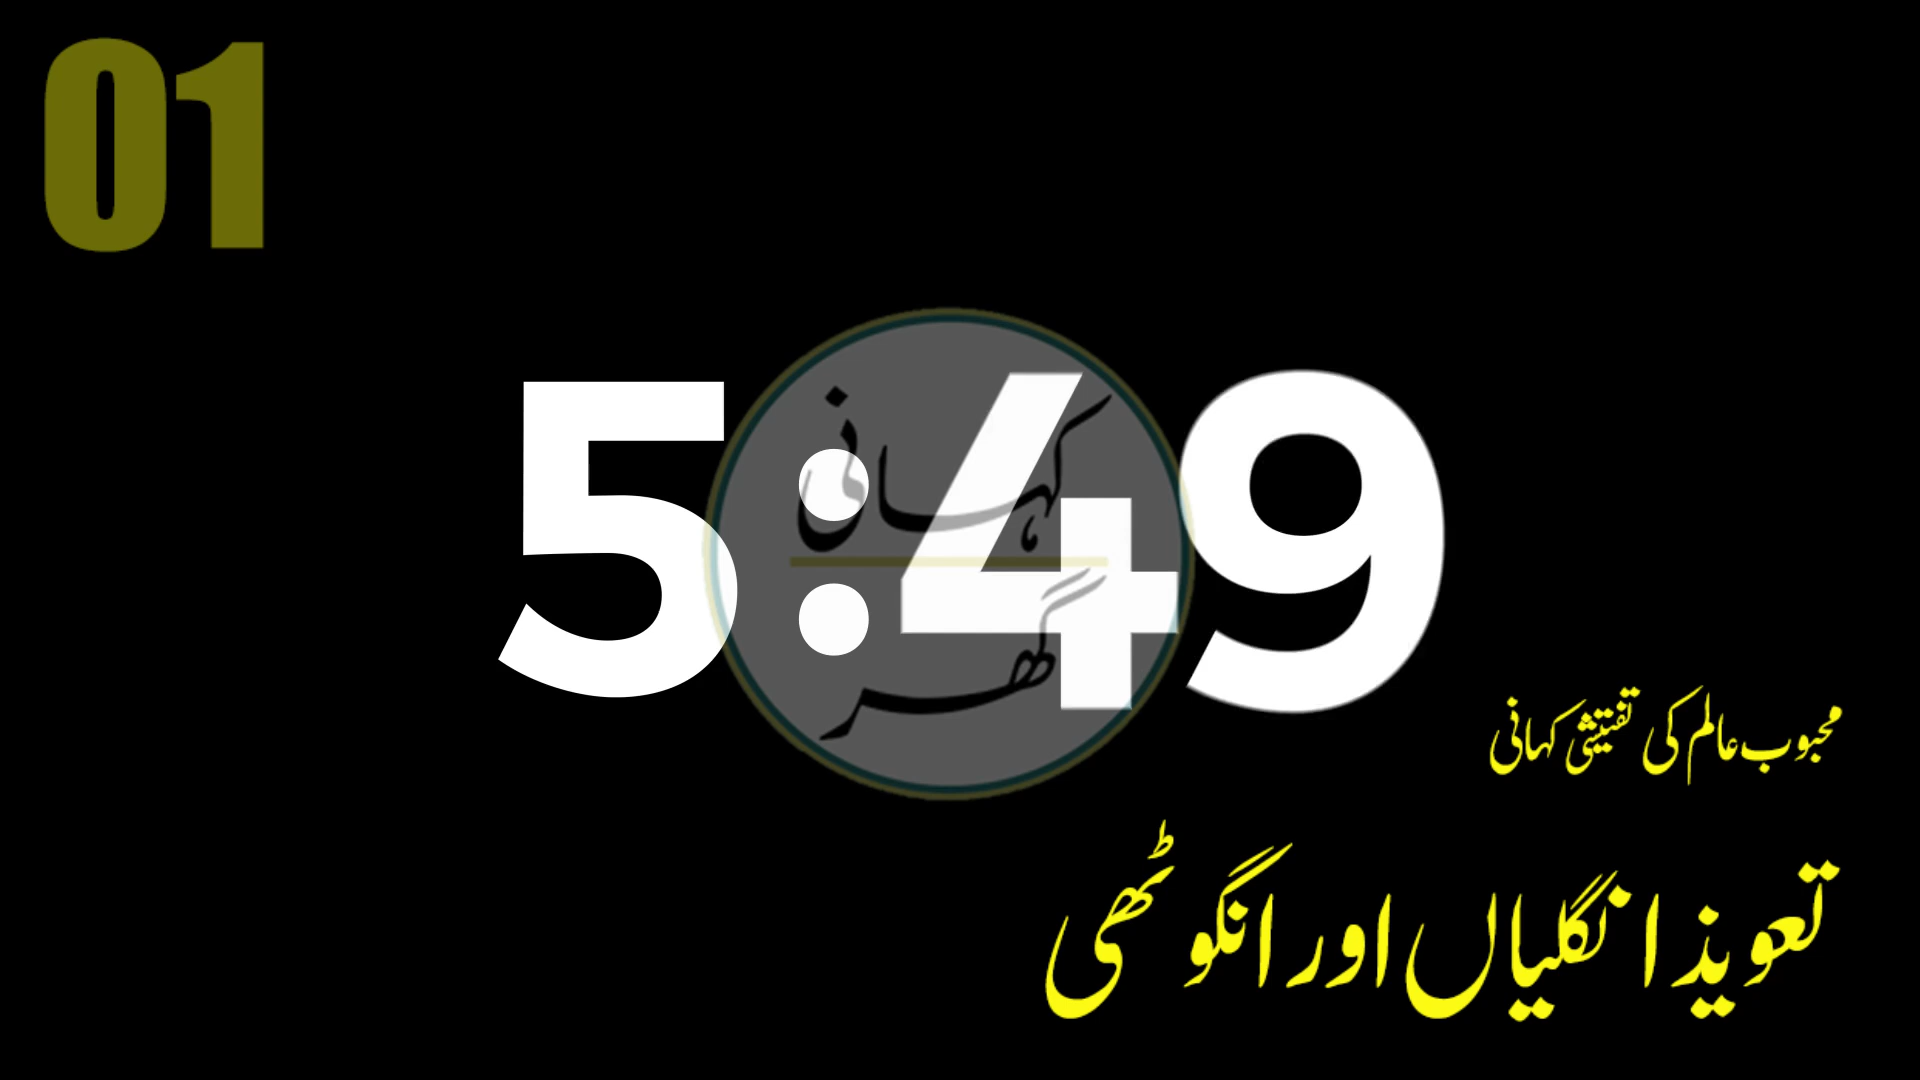 01
5:49
کہانی
گھر
محبوب عالم کی تفتیشی کہانی
تعویذ انگلیاں اور انگوٹھی